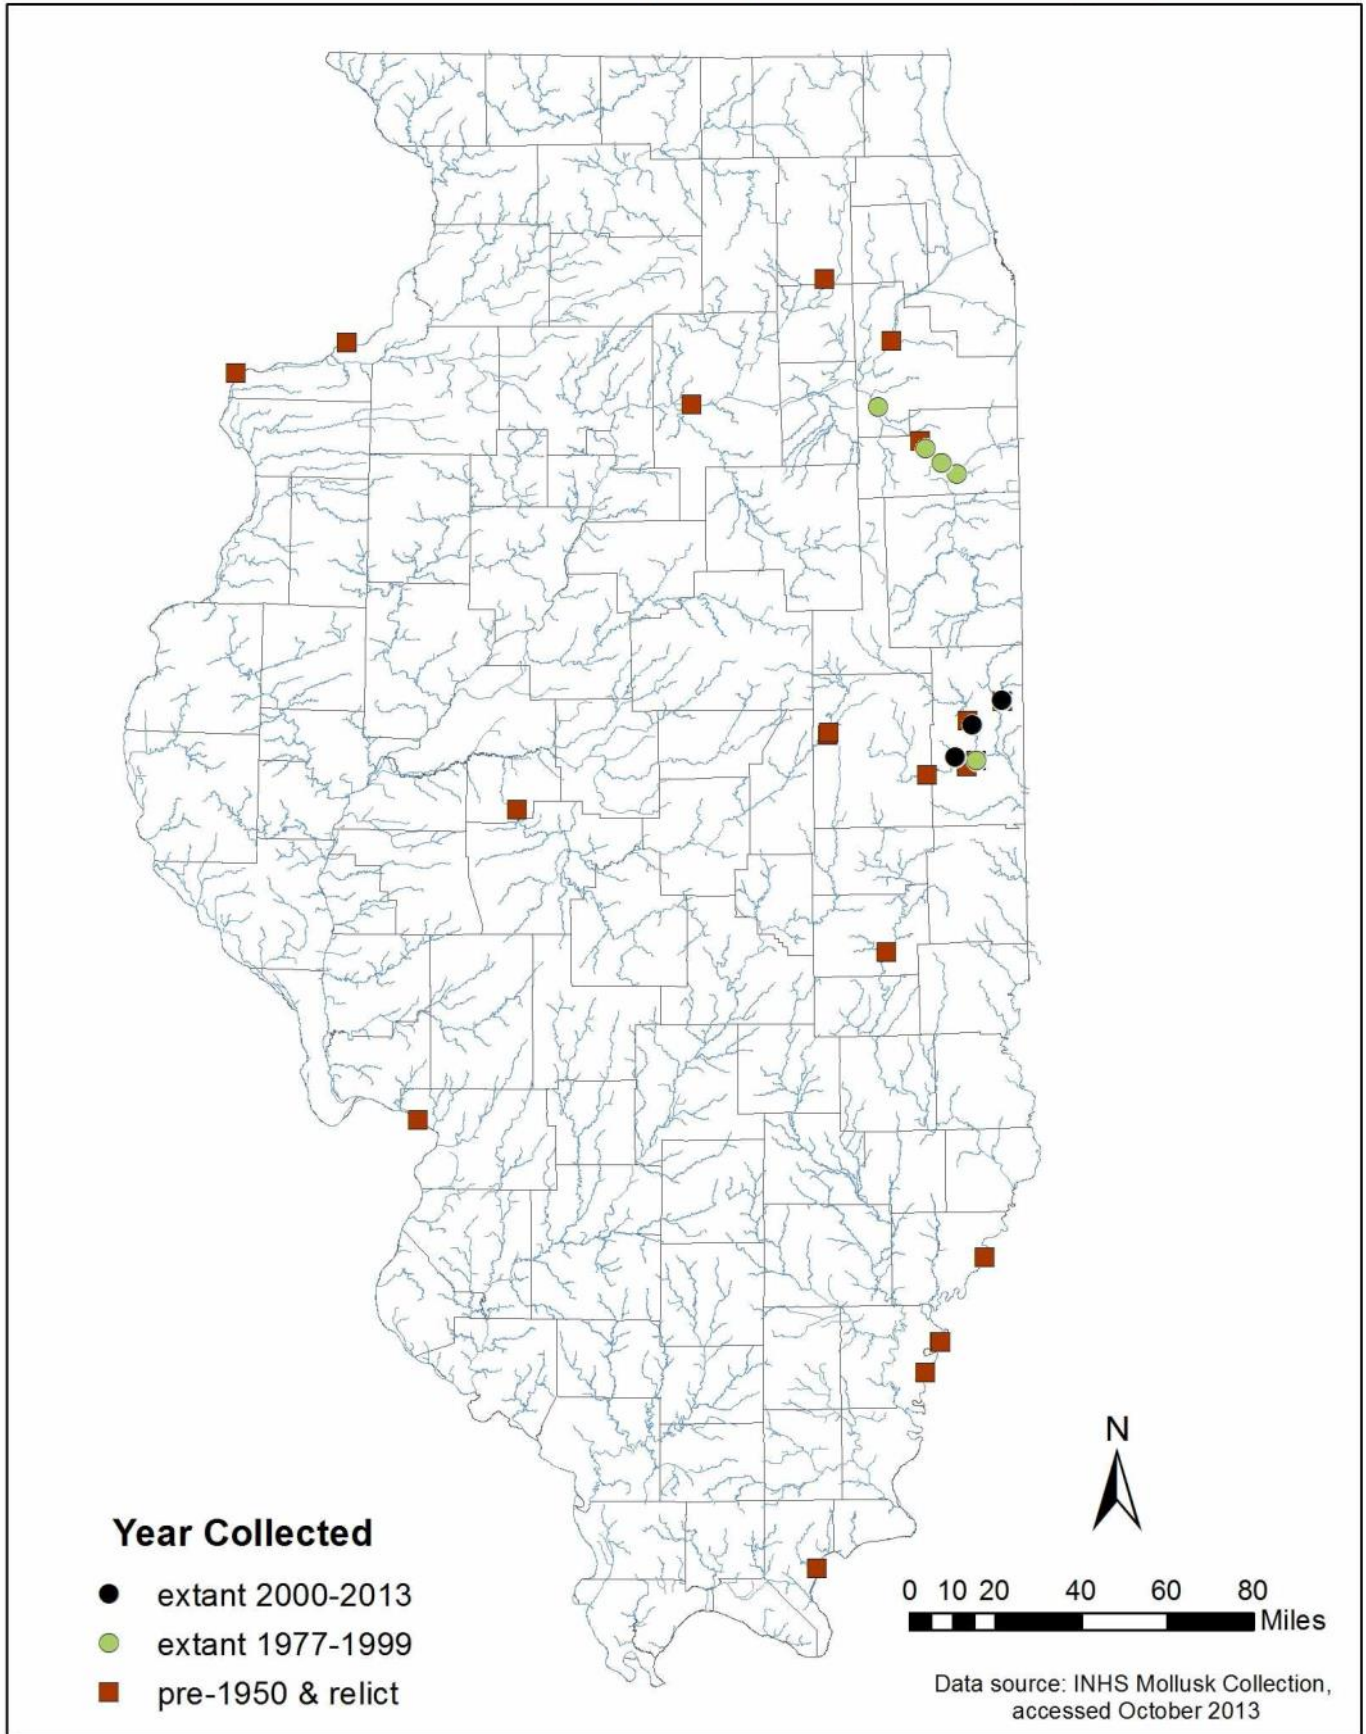 N
Year Collected
extant 2000-2013
extant 1977-1999
pre-1950 & relict
0 10 20 40 60 80
Miles
Data source: INHS Mollusk Collection,
accessed October 2013